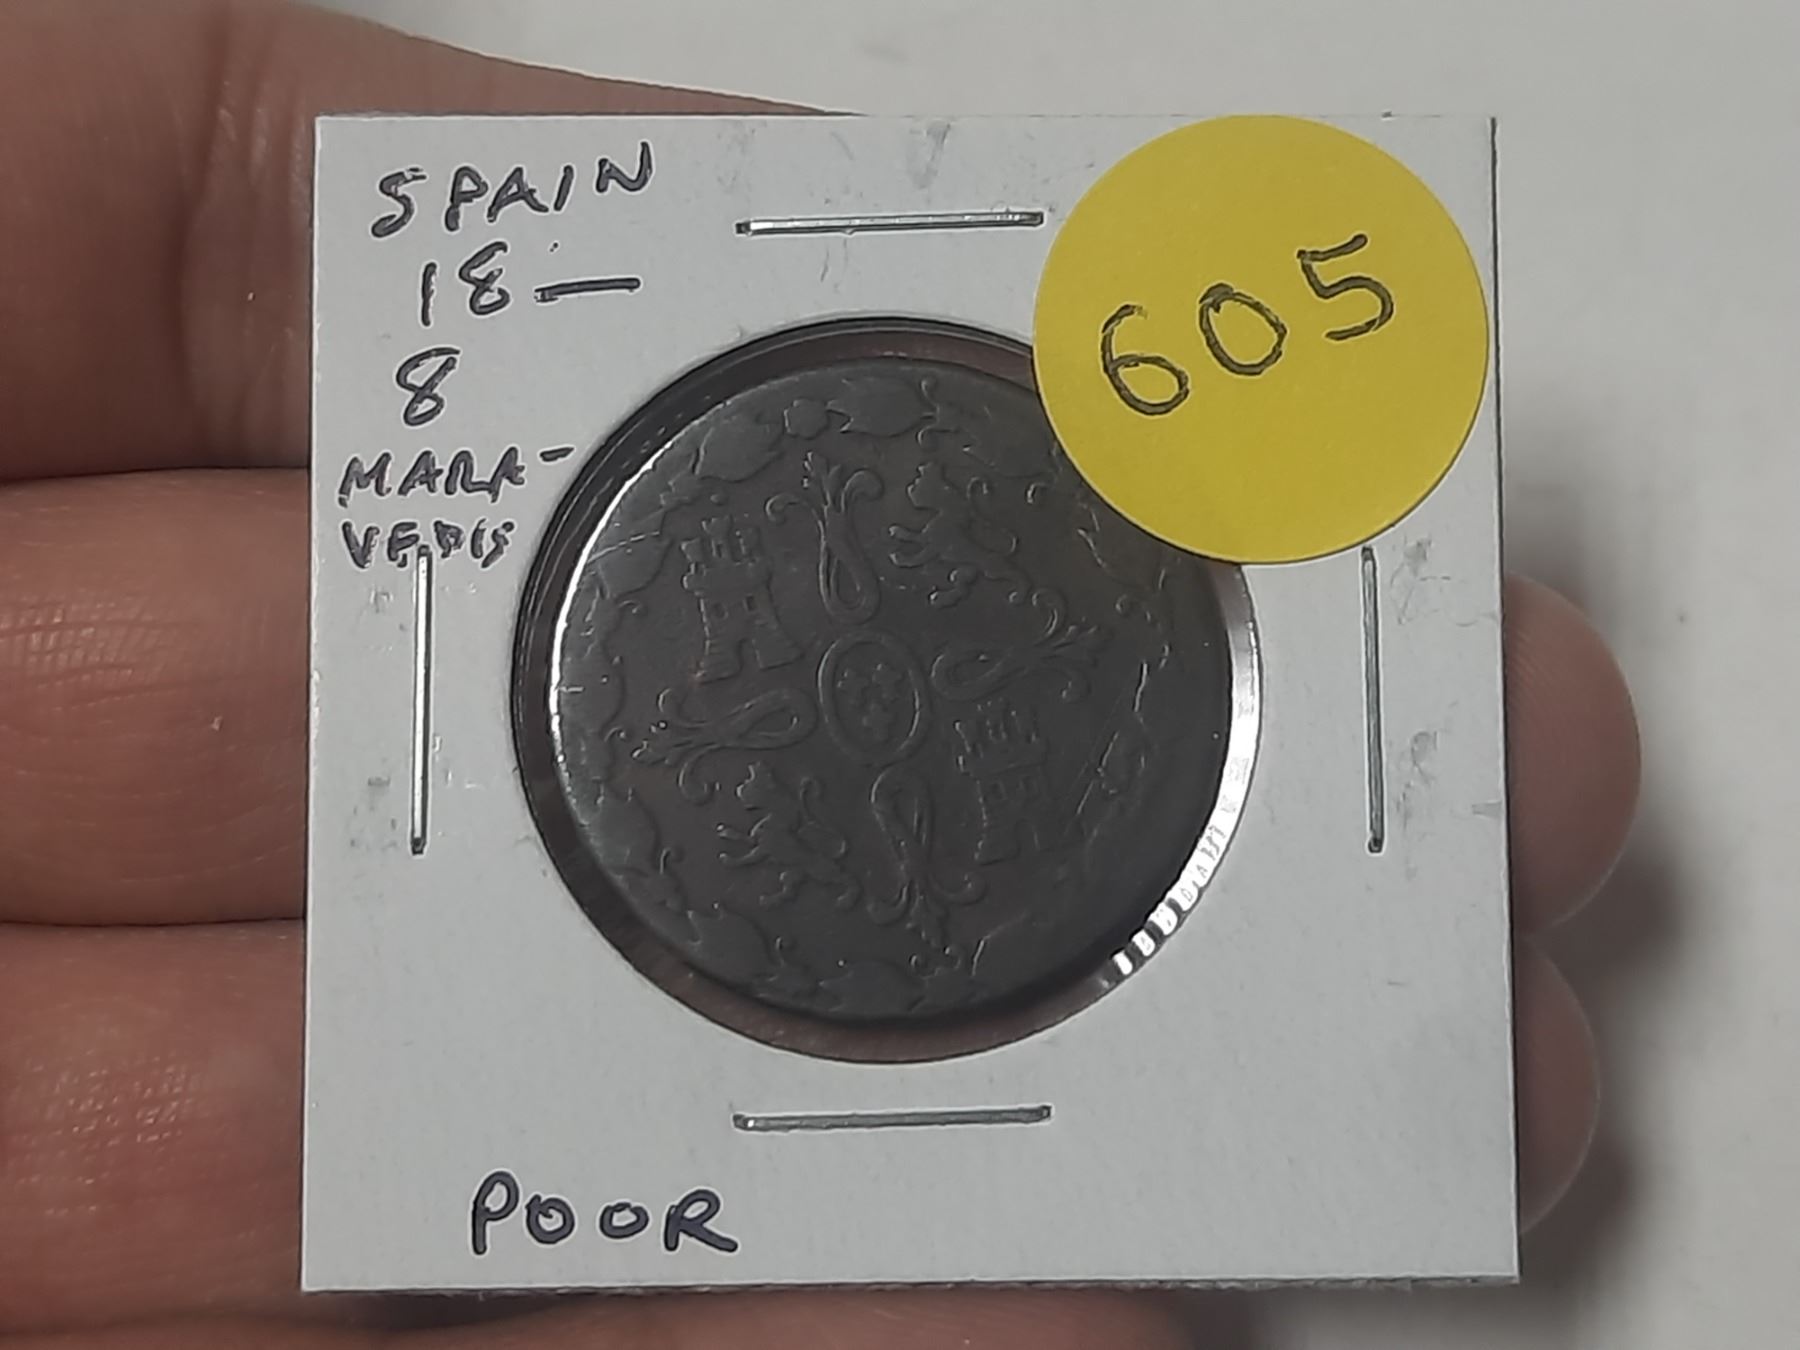 SPAIN
18—
8
MARA-
VEDIS
605
POOR